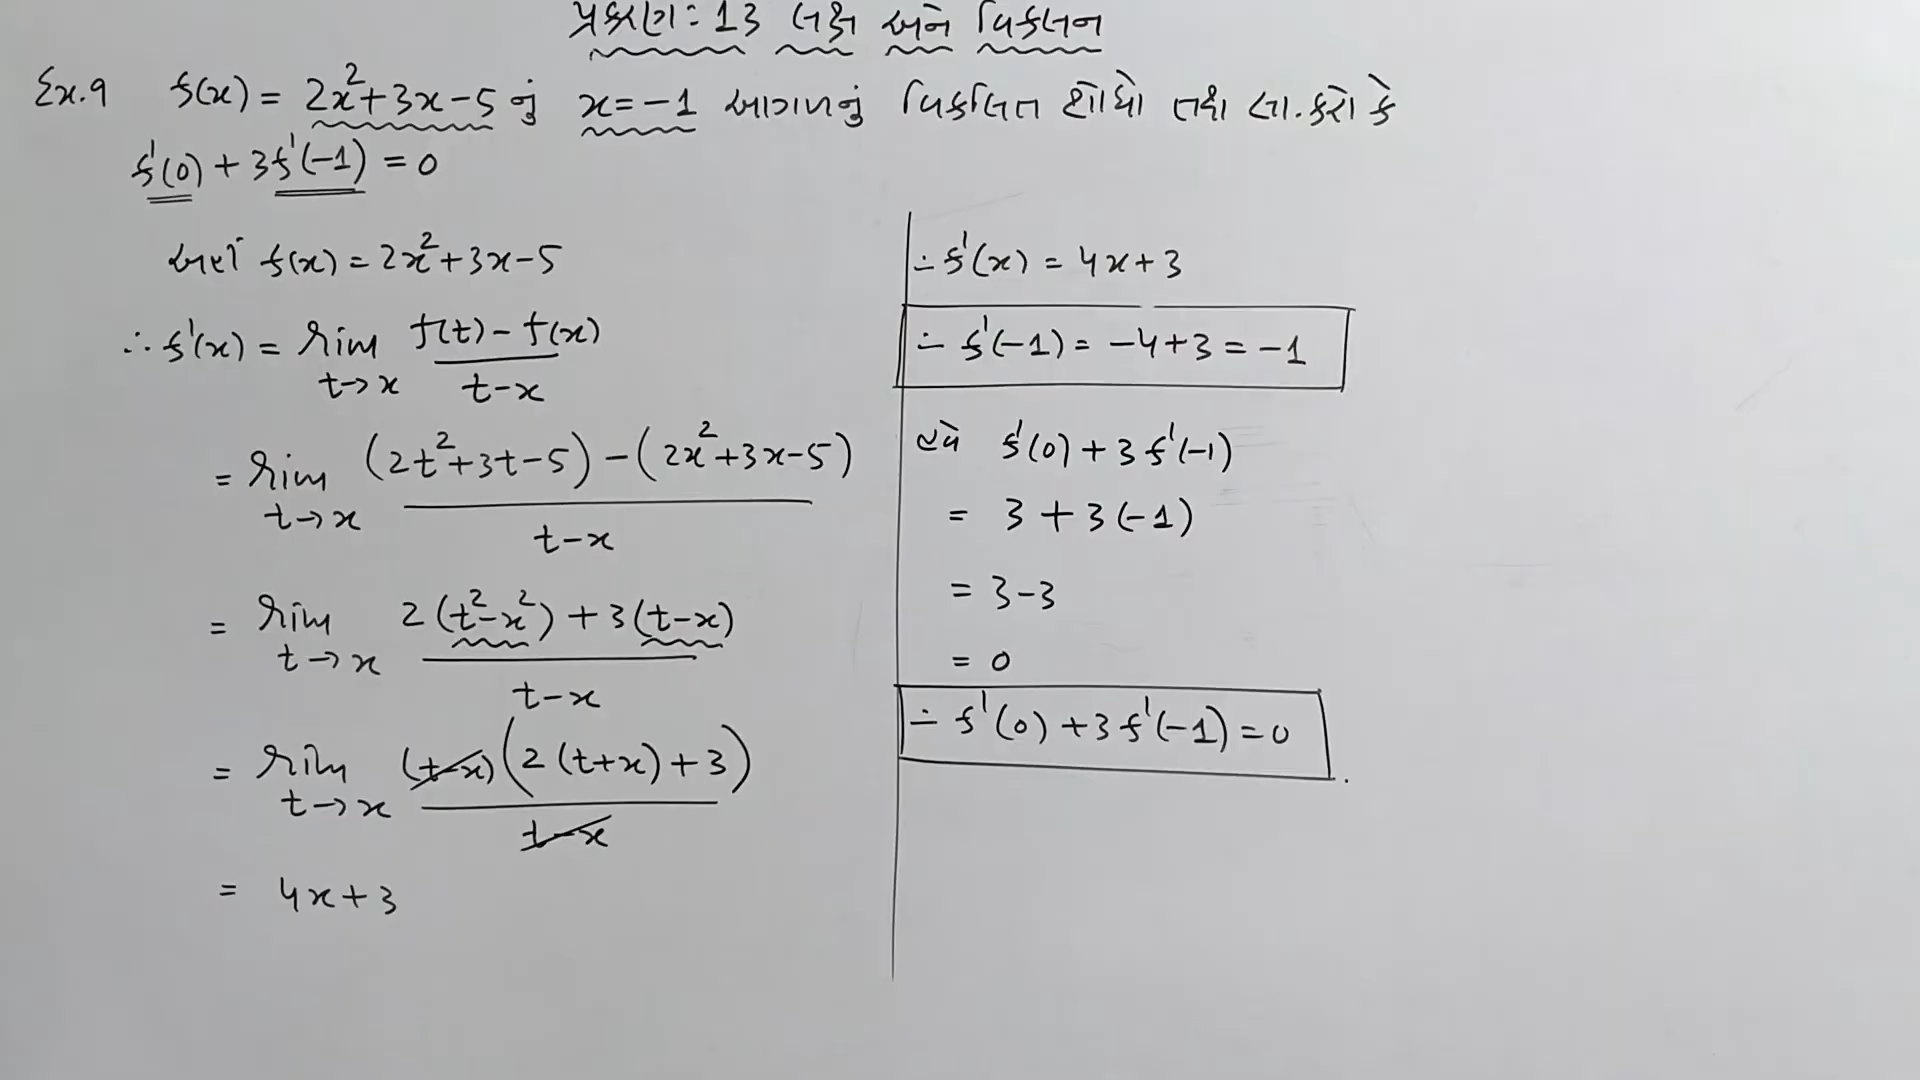 પ્રકરણ : 13 લક્ષ અને વિકલન
Ex.9 f(x) = 2x²+3x-5 નું x=-1 આગળનું વિકલિત શોધો તથા સા.કરો કે
f'(0) + 3f'(-1) = 0
અહીં f(x) = 2x²+3x-5
∴ f'(x) = lim t→x f(t) - f(x) / t-x
= lim t→x (2t²+3t-5) - (2x²+3x-5) / t-x
= lim t→x 2(t²-x²) + 3(t-x) / t-x
= lim t→x (t-x)(2(t+x)+3) / t-x
= 4x+3
∴ f'(x) = 4x+3
∴ f'(-1) = -4+3 = -1
હવે f'(0) + 3f'(-1)
= 3 + 3(-1)
= 3-3
= 0
∴ f'(0) + 3f'(-1) = 0